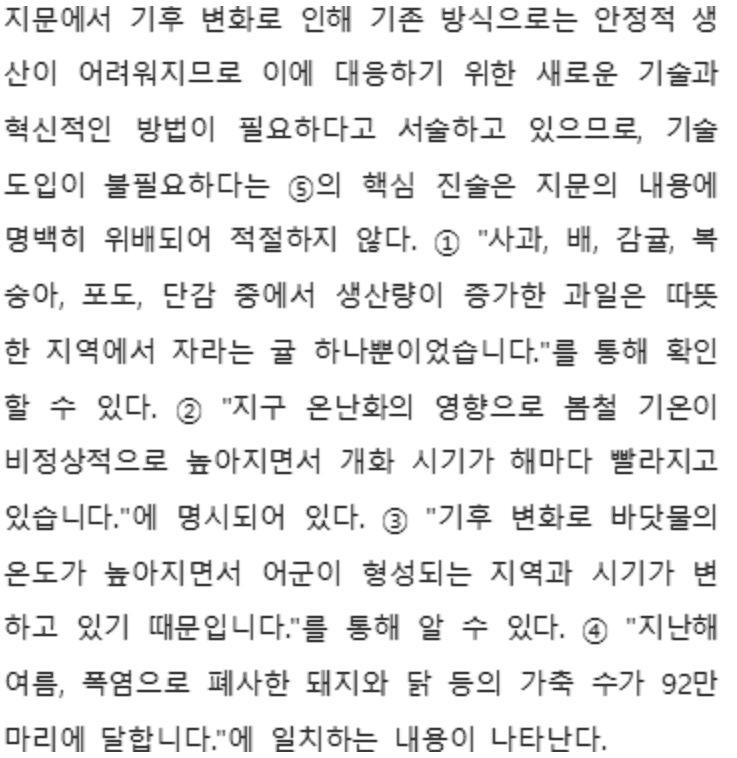 지문에서 기후 변화로 인해 기존 방식으로는 안정적 생
산이 어려워지므로 이에 대응하기 위한 새로운 기술과
혁신적인 방법이 필요하다고 서술하고 있으므로, 기술
도입이 불필요하다는 ⑤의 핵심 진술은 지문의 내용에
명백히 위배되어 적절하지 않다. ① "사과, 배, 감귤, 복
숭아, 포도, 단감 중에서 생산량이 증가한 과일은 따뜻
한 지역에서 자라는 귤 하나뿐이었습니다."를 통해 확인
할 수 있다. ② "지구 온난화의 영향으로 봄철 기온이
비정상적으로 높아지면서 개화 시기가 해마다 빨라지고
있습니다."에 명시되어 있다. ③ "기후 변화로 바닷물의
온도가 높아지면서 어군이 형성되는 지역과 시기가 변
하고 있기 때문입니다."를 통해 알 수 있다. ④ "지난해
여름, 폭염으로 폐사한 돼지와 닭 등의 가축 수가 92만
마리에 달합니다."에 일치하는 내용이 나타난다.